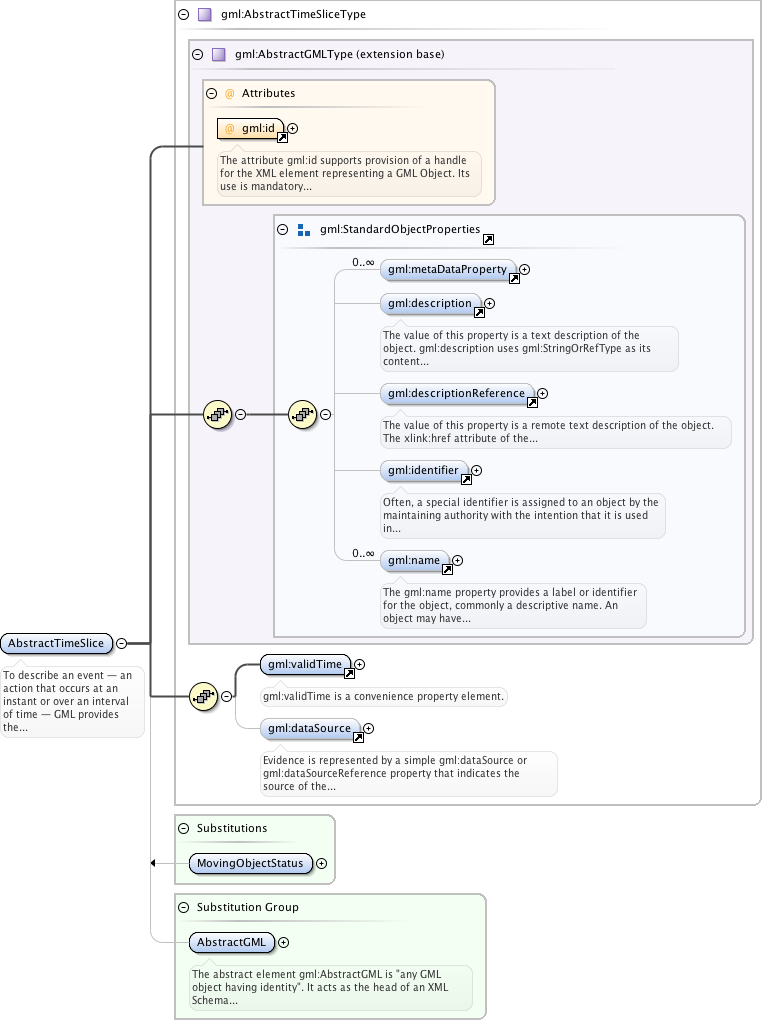 gml:AbstractTimeSliceType
gml:AbstractGMLType (extension base)
@ Attributes
@ gml:id
The attribute gml:id supports provision of a handle
for the XML element representing a GML Object. Its
use is mandatory...
gml:StandardObjectProperties
0..∞
gml:metaDataProperty
gml:description
The value of this property is a text description of the
object. gml:description uses gml:StringOrRefType as its
content...
gml:descriptionReference
The value of this property is a remote text description of the object.
The xlink:href attribute of the...
gml:identifier
Often, a special identifier is assigned to an object by the
maintaining authority with the intention that it is used
in...
0..∞
gml:name
The gml:name property provides a label or identifier
for the object, commonly a descriptive name. An
object may have...
AbstractTimeSlice
To describe an event — an
action that occurs at an
instant or over an interval
of time — GML provides
the...
gml:validTime
gml:validTime is a convenience property element.
gml:dataSource
Evidence is represented by a simple gml:dataSource or
gml:dataSourceReference property that indicates the
source of the...
Substitutions
MovingObjectStatus
Substitution Group
AbstractGML
The abstract element gml:AbstractGML is "any GML
object having identity". It acts as the head of an XML
Schema...